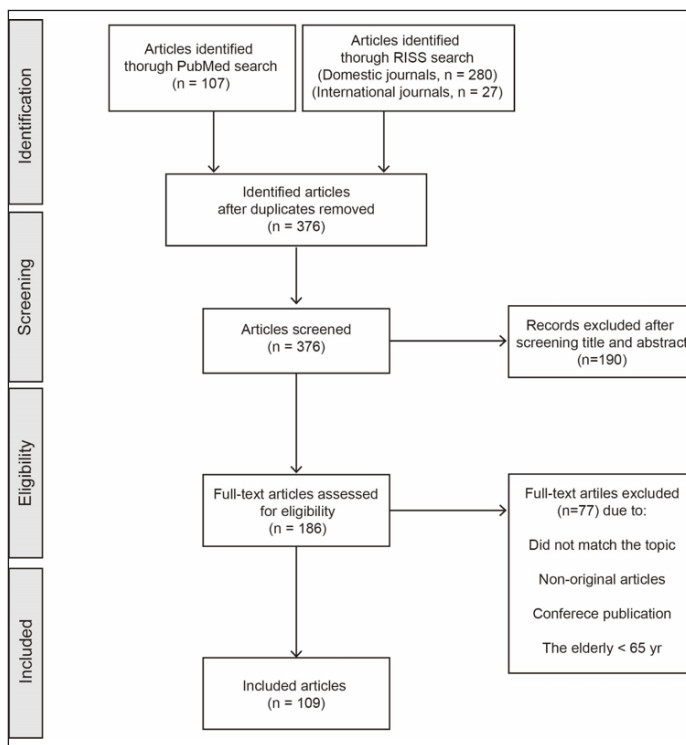 Identification
Articles identified
thorugh PubMed search
(n = 107)
Articles identified
thorugh RISS search
(Domestic journals, n = 280)
(International journals, n = 27)
Identified articles
after duplicates removed
(n = 376)
Screening
Articles screened
(n = 376)
Records excluded after
screening title and abstract
(n=190)
Eligibility
Full-text articles assessed
for eligibility
(n = 186)
Full-text artiles excluded
(n=77) due to:
Did not match the topic
Non-original articles
Conferece publication
The elderly < 65 yr
Included
Included articles
(n = 109)